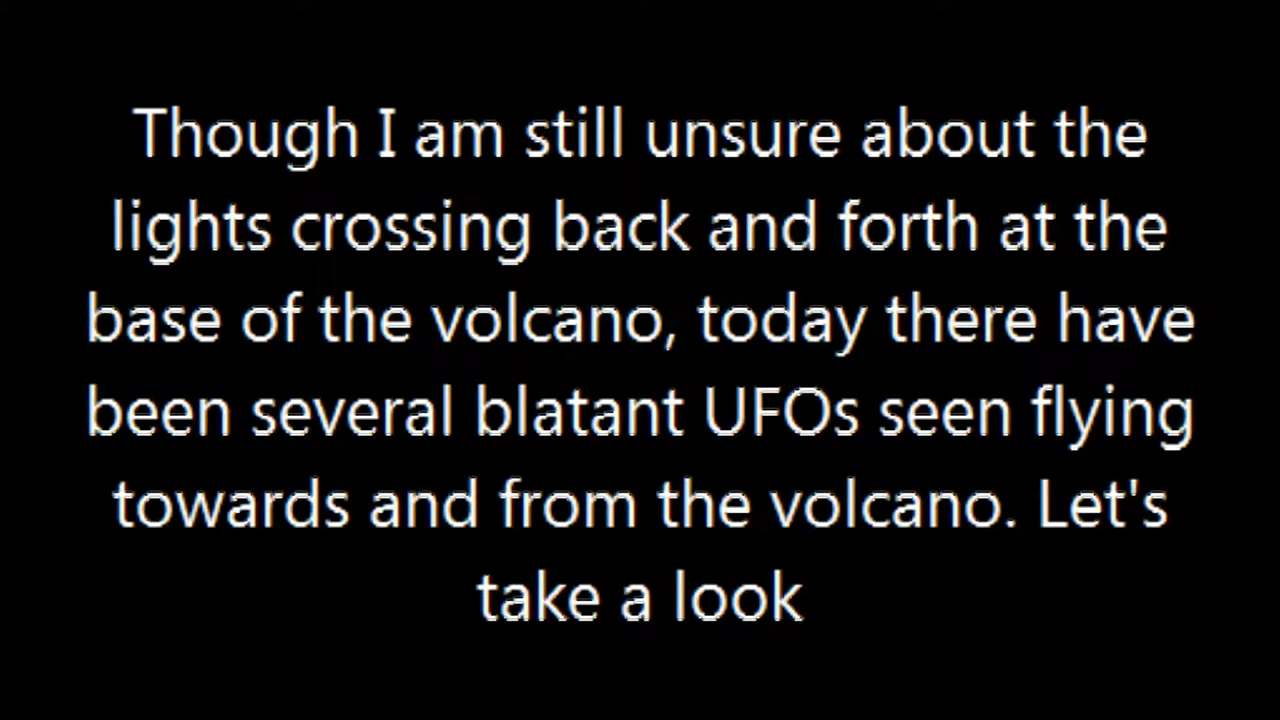 Though I am still unsure about the
lights crossing back and forth at the
base of the volcano, today there have
been several blatant UFOs seen flying
towards and from the volcano. Let's
take a look